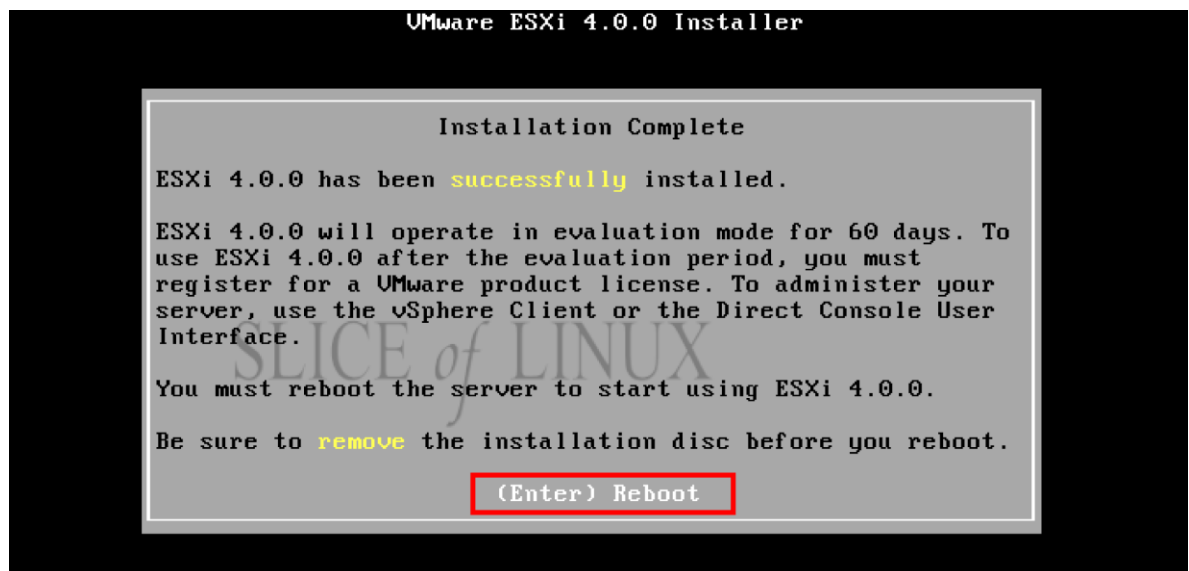 VMware ESXi 4.0.0 Installer
Installation Complete
ESXi 4.0.0 has been successfully installed.
ESXi 4.0.0 will operate in evaluation mode for 60 days. To
use ESXi 4.0.0 after the evaluation period, you must
register for a VMware product license. To administer your
server, use the vSphere Client or the Direct Console User
Interface.
SLICE of LINUX
You must reboot the server to start using ESXi 4.0.0.
Be sure to remove the installation disc before you reboot.
(Enter) Reboot